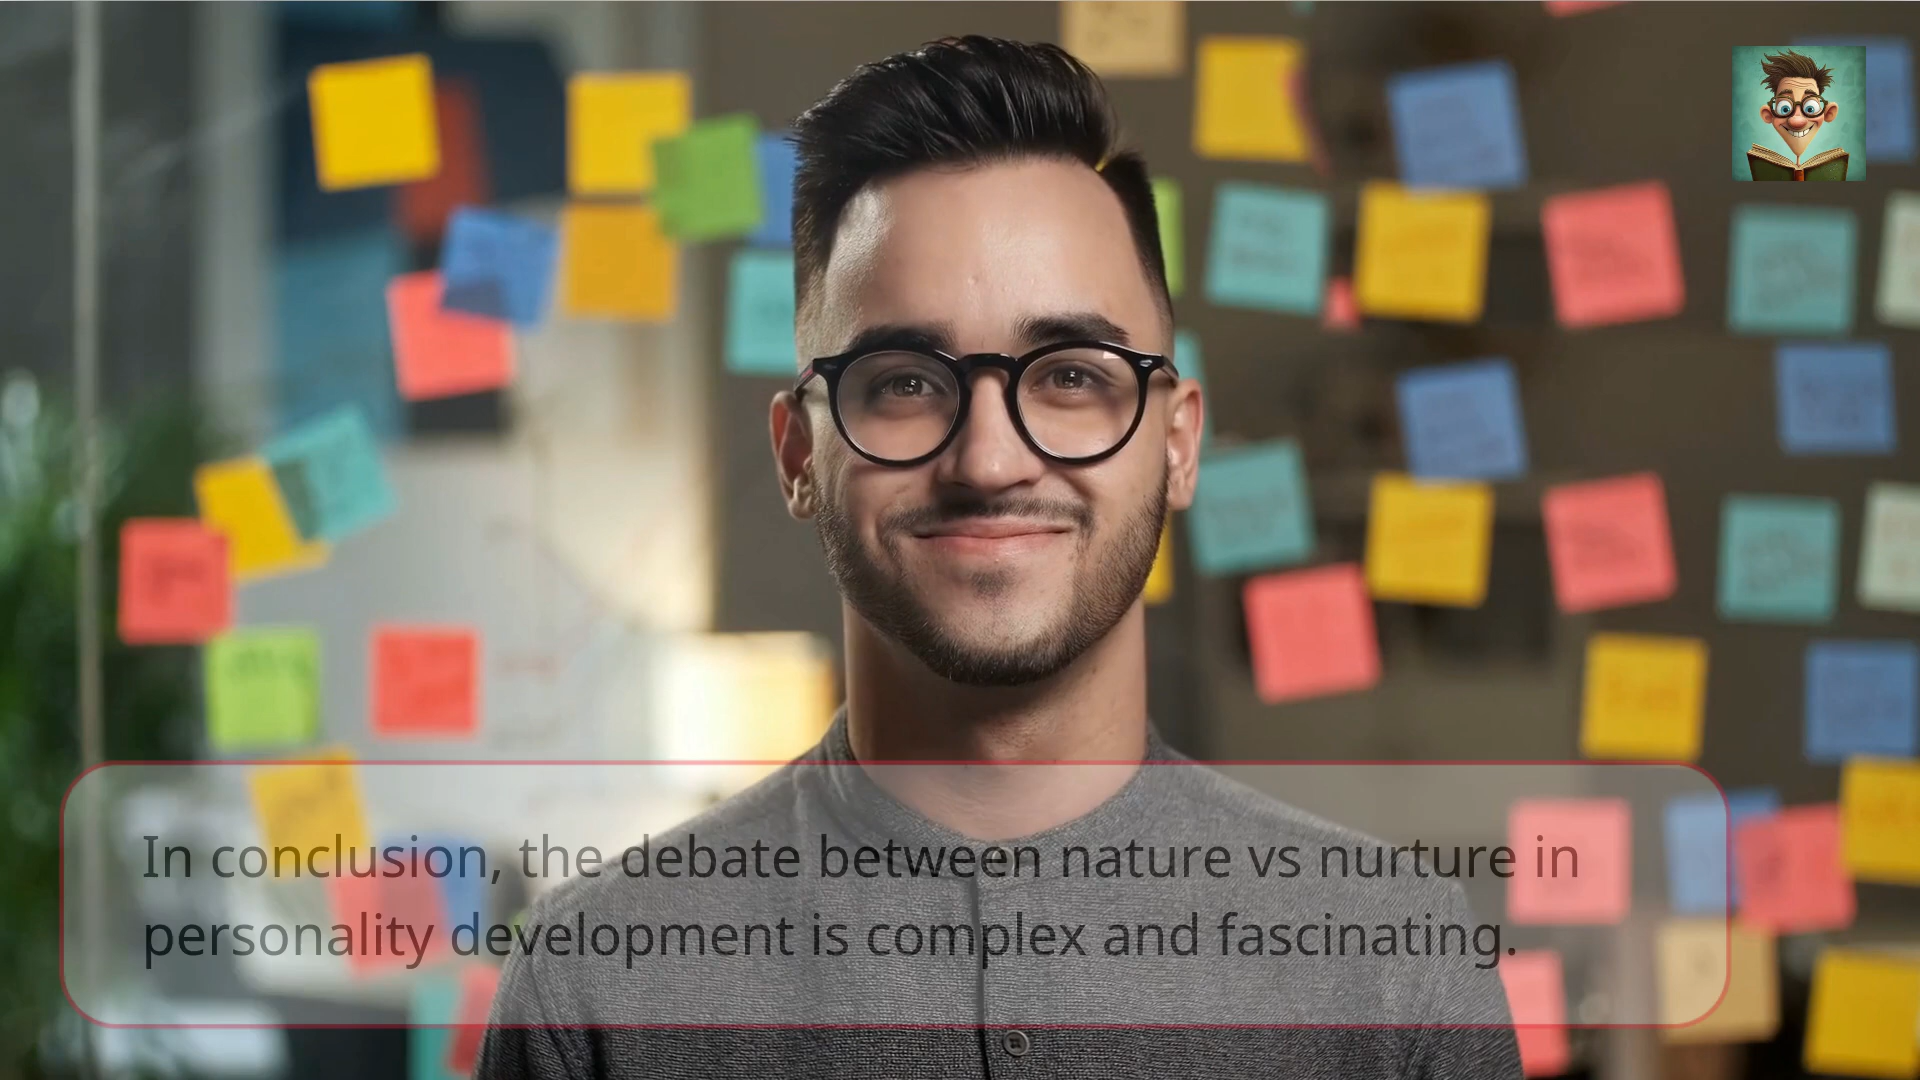 In conclusion, the debate between nature vs nurture in
personality development is complex and fascinating.